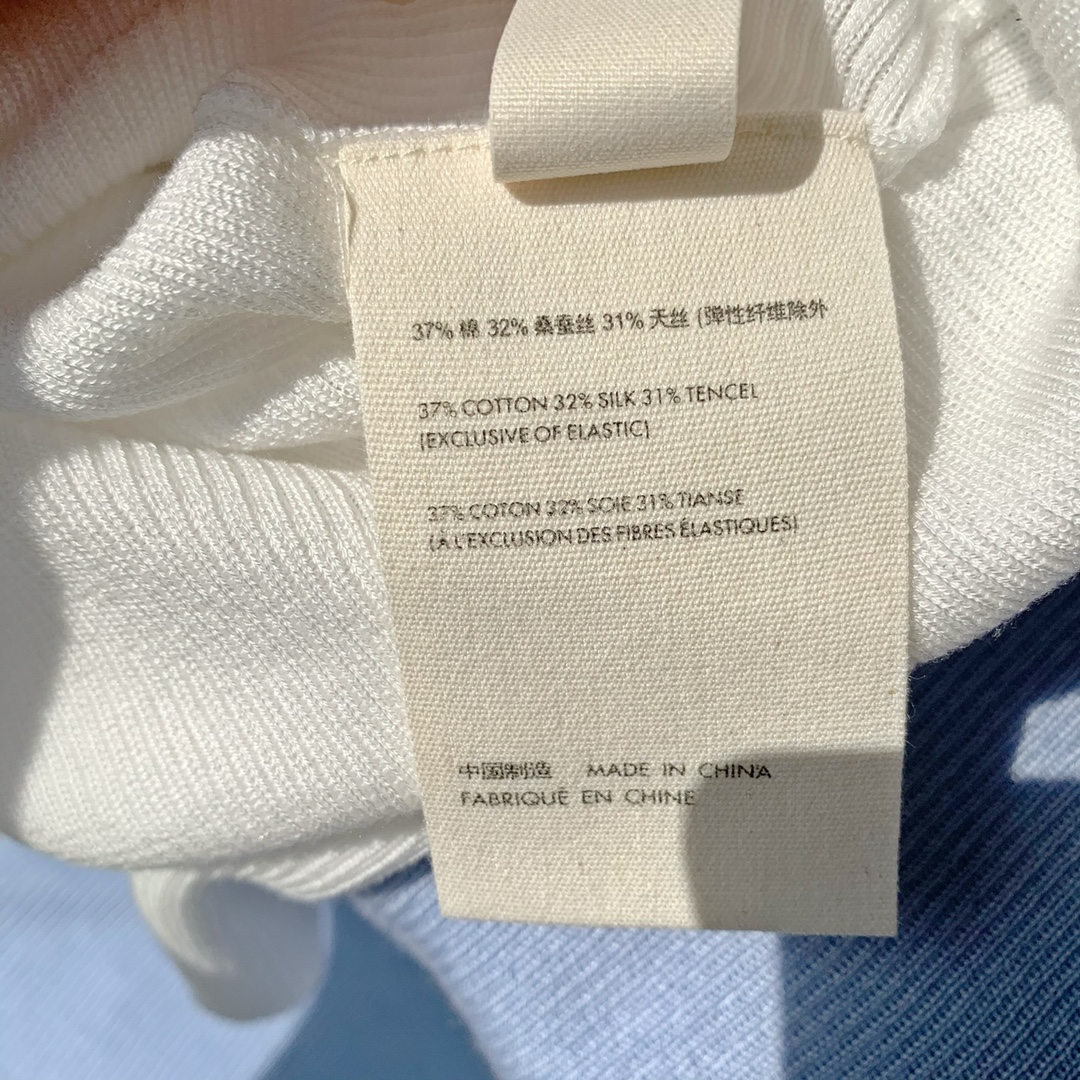 37% 棉 32% 桑蚕丝 31% 天丝 (弹性纤维除外
37% COTTON 32% SILK 31% TENCEL
(EXCLUSIVE OF ELASTIC)
37% COTON 32% SOIE 31% TIANSE
(À L'EXCLUSION DES FIBRES ÉLASTIQUES)
中国制造 MADE IN CHINA
FABRIQUÉ EN CHINE